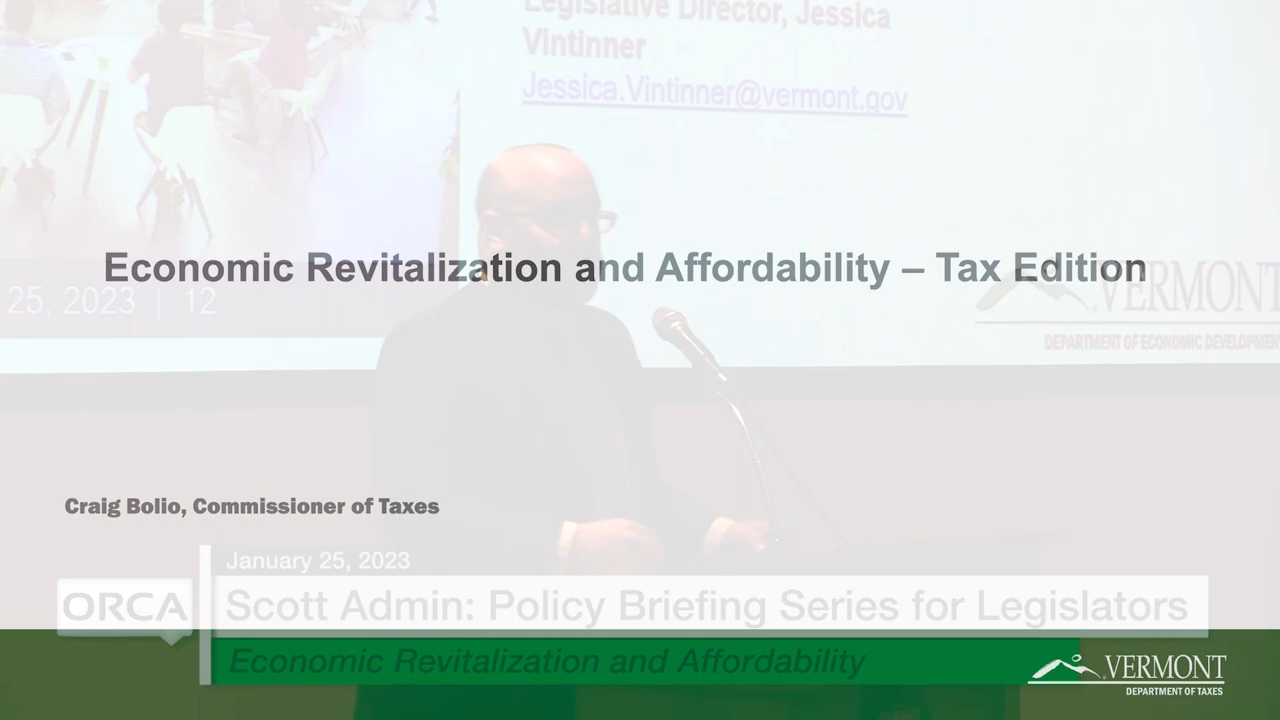 Legislative Director, Jessica
Vintinner
Jessica.Vintinner@vermont.gov
Economic Revitalization and Affordability – Tax Edition
25, 2023 | 12
VERMONT
DEPARTMENT OF ECONOMIC DEVELOPMENT
Craig Bolio, Commissioner of Taxes
January 25, 2023
ORCA
Scott Admin: Policy Briefing Series for Legislators
Economic Revitalization and Affordability
VERMONT
DEPARTMENT OF TAXES